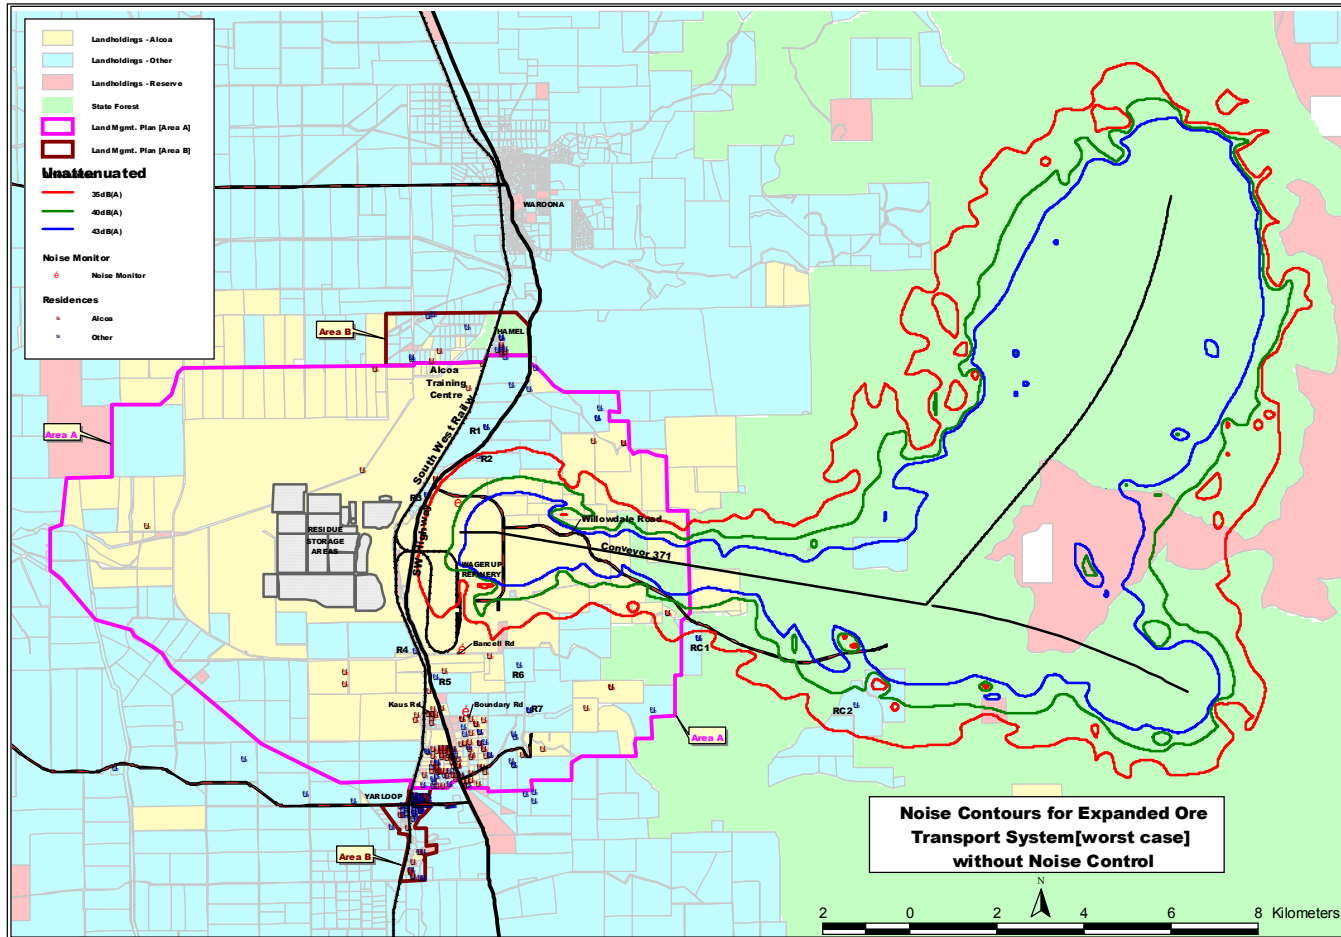 Landholdings - Alcoa
Landholdings - Other
Landholdings - Reserve
State Forest
Land Mgmt. Plan [Area A]
Land Mgmt. Plan [Area B]
Unattenuated
35dB(A)
40dB(A)
43dB(A)
Noise Monitor
Noise Monitor
Residences
Alcoa
Other
WAROONA
Area B
HAMEL
Alcoa
Training
Centre
Area A
South West Railw
R1
R2
R3
SW Highway
RESIDUE
STORAGE
AREAS
Willowdale Road
Conveyor 371
WAGERUP
REFINERY
Bancell Rd
R4
R5
R6
RC1
Kaus Rd
Boundary Rd
R7
RC2
Area A
YARLOOP
Area B
Noise Contours for Expanded Ore
Transport System[worst case]
without Noise Control
N
2 0 2 4 6 8 Kilometers